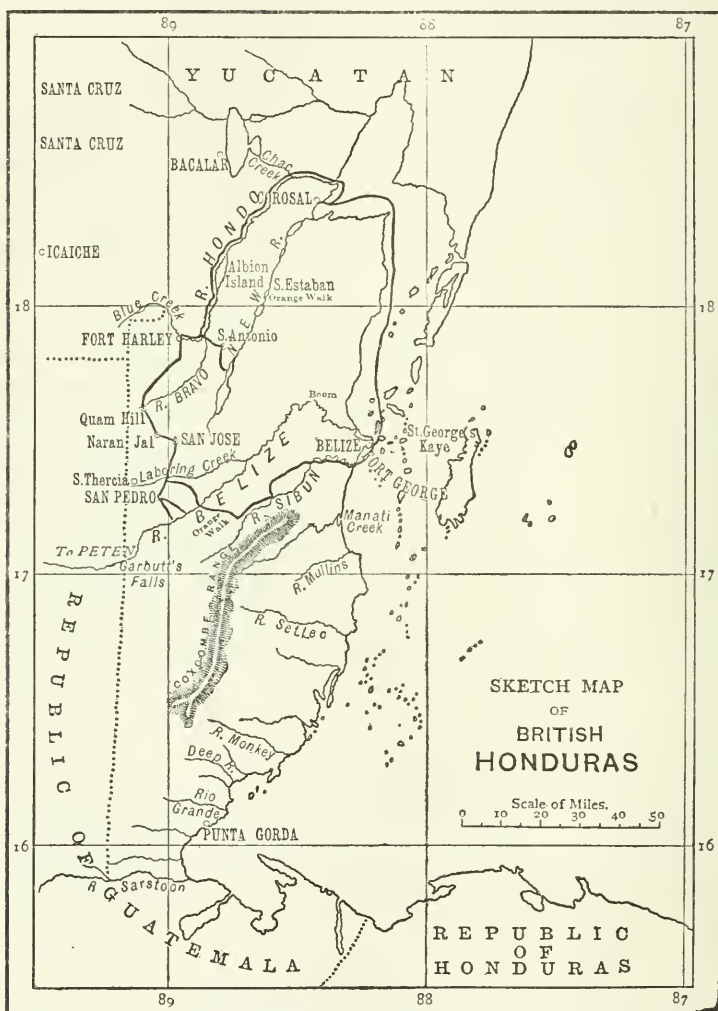 89 88 87
YUCATAN
SANTA CRUZ
SANTA CRUZ
BACALAR
Chac
Creek
COROSAL
R. HONDO
ICAICHE
Albion
Island
NEW R.
S. Estaban
Orange Walk
18
18
Blue Creek
FORT HARLEY
S. Antonio
R. BRAVO
Quam Hill
Naran Jal
SAN JOSE
Boom
BELIZE
St. George's
Kaye
FORT GEORGE
S. Thercia
Laboring Creek
SAN PEDRO
R. BELIZE
Orange
Walk
R. SIBUN
Manati
Creek
To PETEN
Garbutt's
Falls
17
17
COXCOMBE RANGE
R. Mullins
R. Settee
SKETCH MAP
OF
BRITISH
HONDURAS
Scale of Miles.
0 10 20 30 40 50
R. Monkey
Deep R.
Rio
Grande
PUNTA GORDA
16
16
R. Sarstoon
REPUBLIC OF GUATEMALA
REPUBLIC
OF
HONDURAS
89 88 87